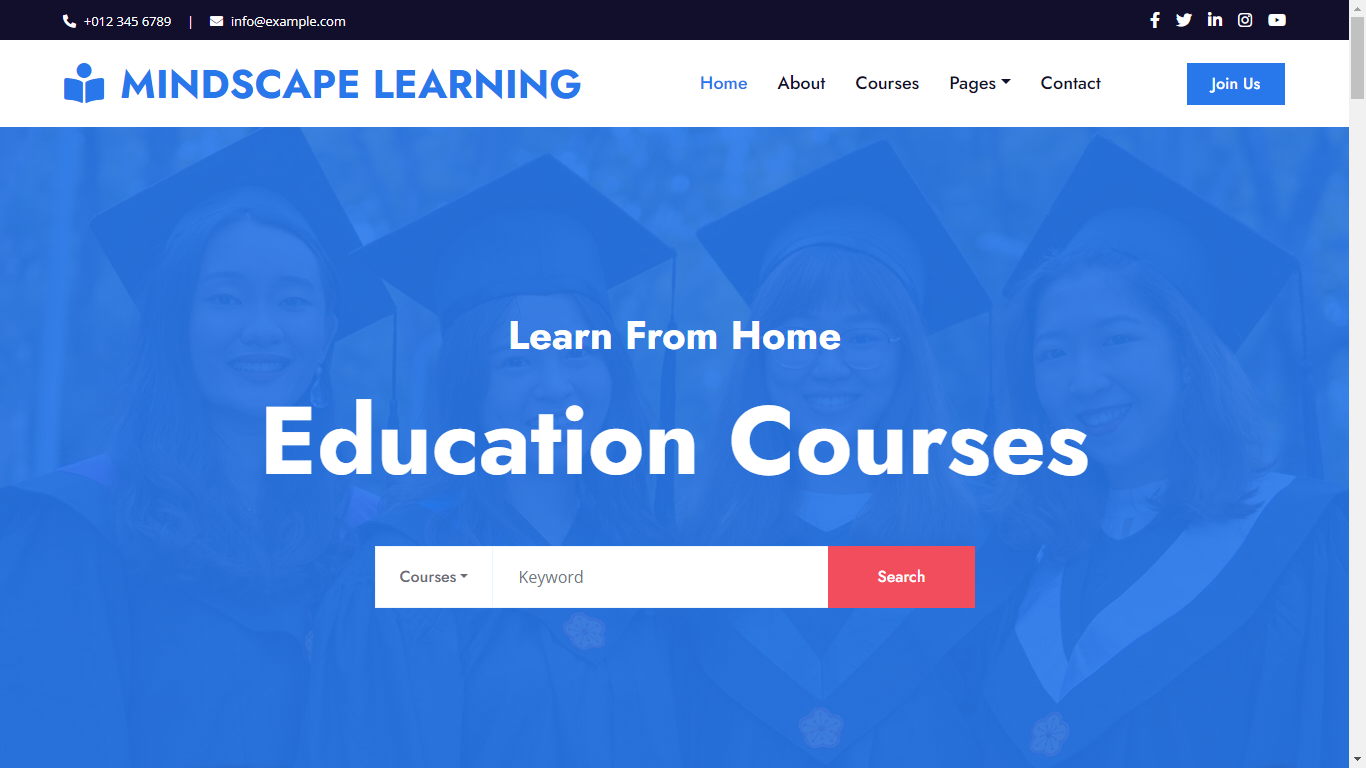 +012 345 6789 | info@example.com
MINDSCAPE LEARNING
Home About Courses Pages Contact Join Us
Learn From Home
Education Courses
Courses Keyword Search